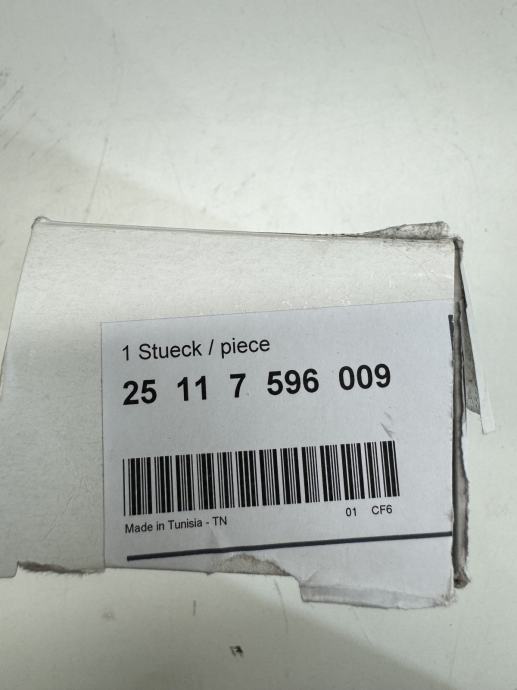 1 Stueck / piece
25 11 7 596 009
Made in Tunisia - TN 01 CF6